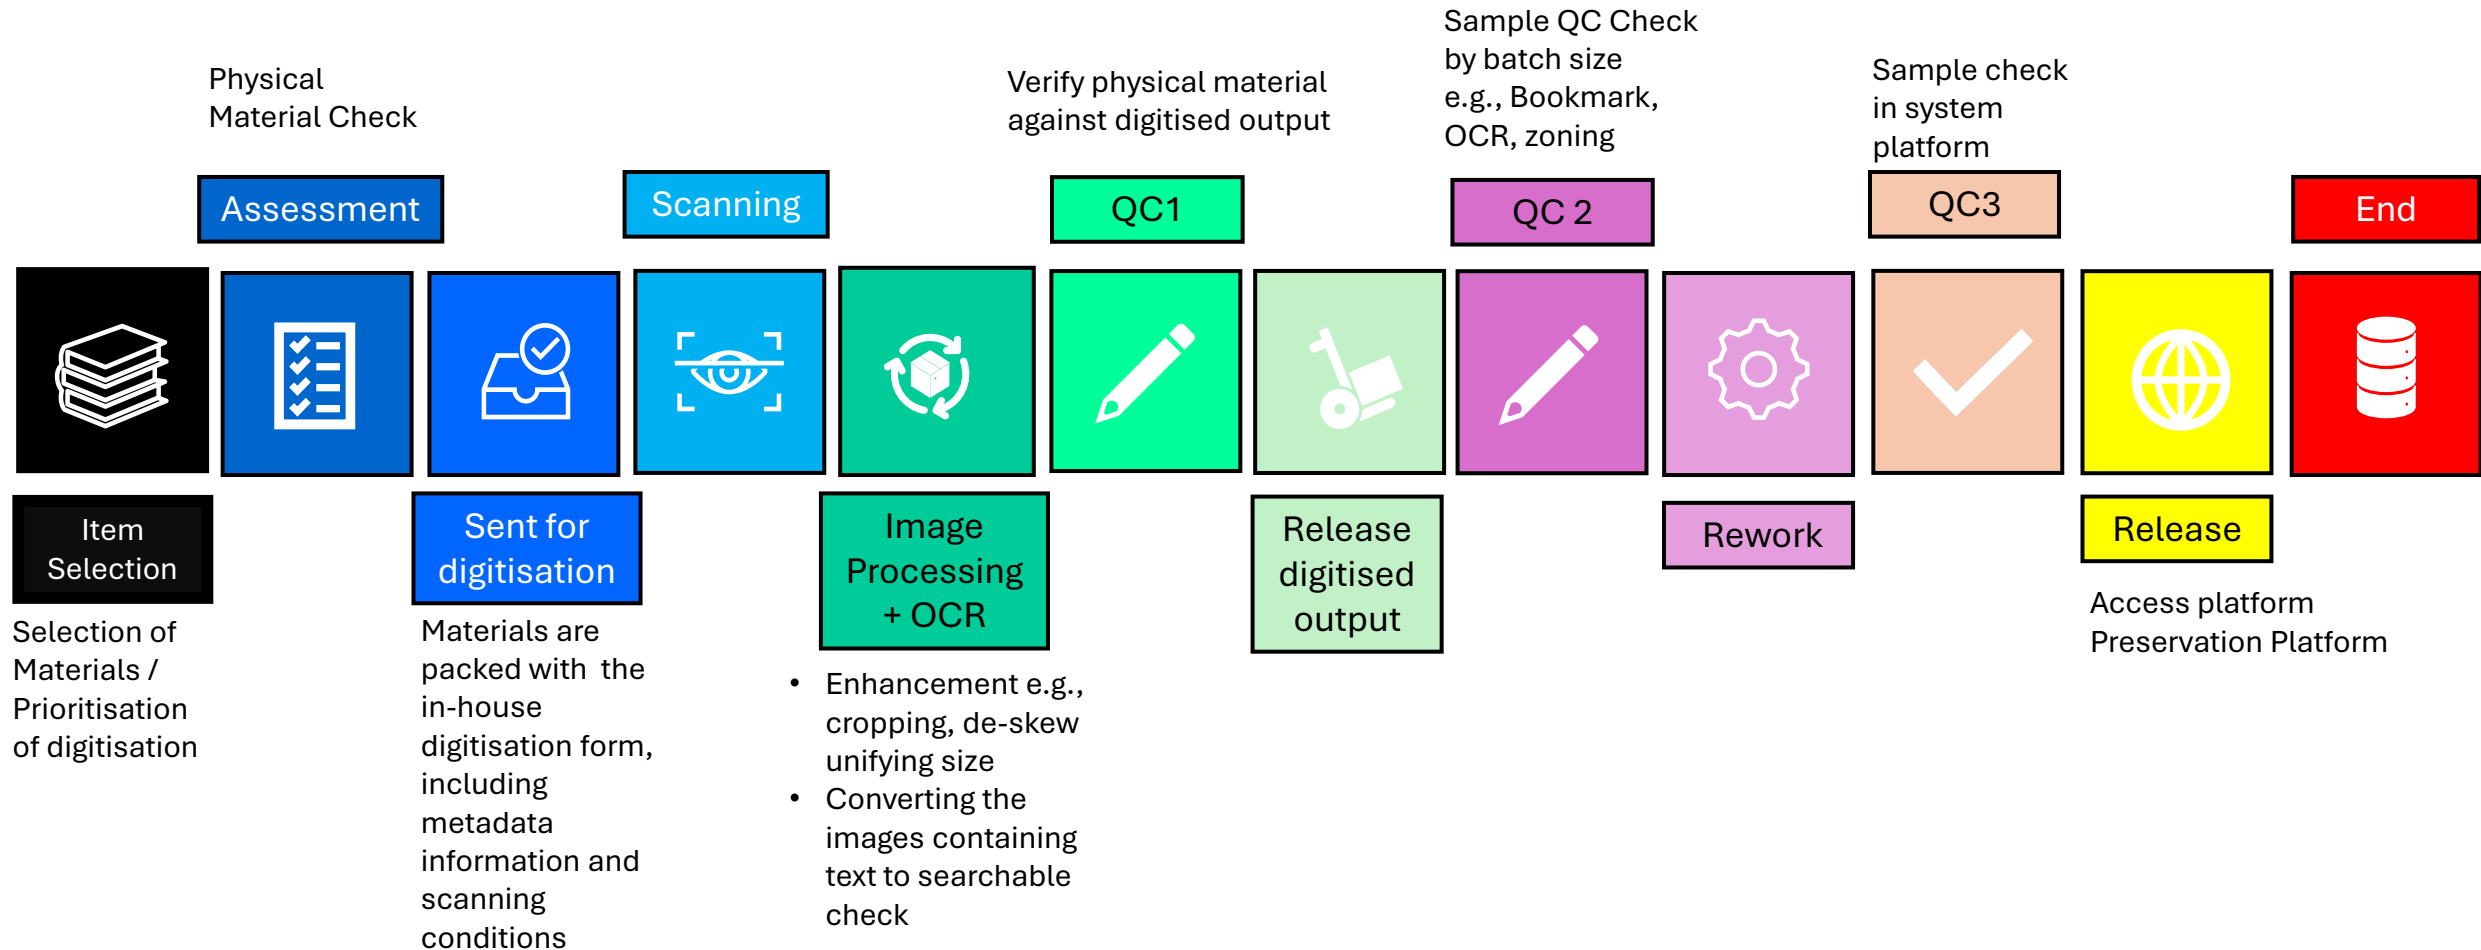 Physical
Material Check
Verify physical material
against digitised output
Sample QC Check
by batch size
e.g., Bookmark,
OCR, zoning
Sample check
in system
platform
Assessment
Scanning
QC1
QC 2
QC3
End
Item
Selection
Sent for
digitisation
Image
Processing
+ OCR
Release
digitised
output
Rework
Release
Selection of
Materials /
Prioritisation
of digitisation
Materials are
packed with the
in-house
digitisation form,
including
metadata
information and
scanning
conditions
• Enhancement e.g.,
cropping, de-skew
unifying size
• Converting the
images containing
text to searchable
check
Access platform
Preservation Platform